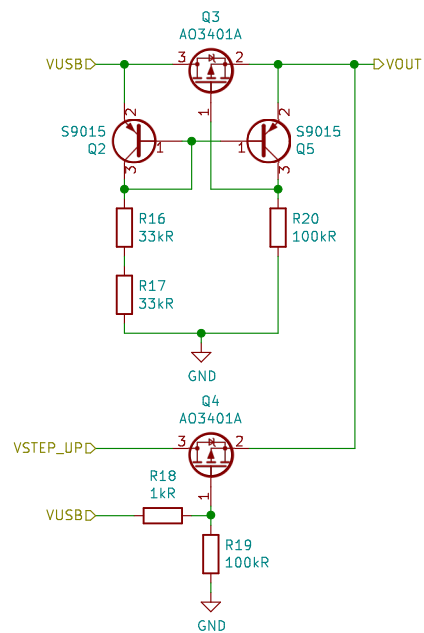 Q3
AO3401A
VUSB
3
2
VOUT
1
2
2
S9015
Q2
1
1
S9015
Q5
3
3
R16
33kR
R20
100kR
R17
33kR
GND
Q4
AO3401A
VSTEP_UP
3
2
R18
1kR
1
VUSB
R19
100kR
GND